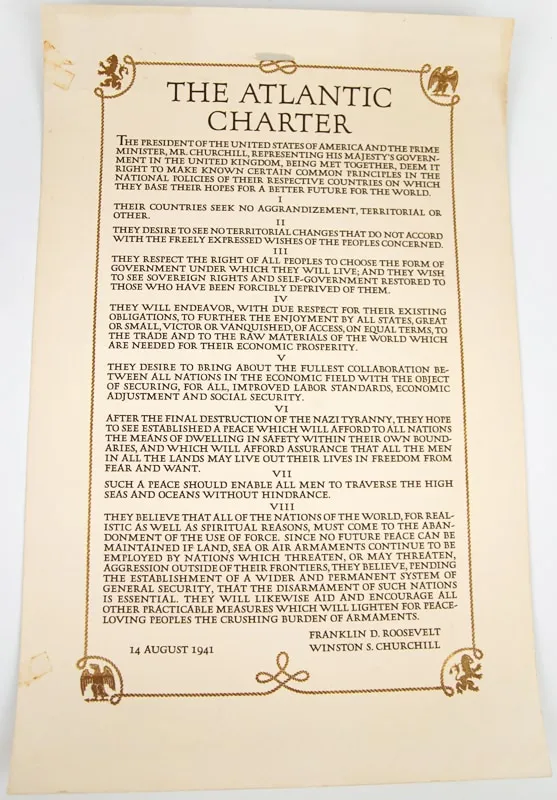 THE ATLANTIC
CHARTER
THE PRESIDENT OF THE UNITED STATES OF AMERICA AND THE PRIME
MINISTER, MR. CHURCHILL, REPRESENTING HIS MAJESTY'S GOVERN-
MENT IN THE UNITED KINGDOM, BEING MET TOGETHER, DEEM IT
RIGHT TO MAKE KNOWN CERTAIN COMMON PRINCIPLES IN THE
NATIONAL POLICIES OF THEIR RESPECTIVE COUNTRIES ON WHICH
THEY BASE THEIR HOPES FOR A BETTER FUTURE FOR THE WORLD.
I
THEIR COUNTRIES SEEK NO AGGRANDIZEMENT, TERRITORIAL OR
OTHER.
II
THEY DESIRE TO SEE NO TERRITORIAL CHANGES THAT DO NOT ACCORD
WITH THE FREELY EXPRESSED WISHES OF THE PEOPLES CONCERNED.
III
THEY RESPECT THE RIGHT OF ALL PEOPLES TO CHOOSE THE FORM OF
GOVERNMENT UNDER WHICH THEY WILL LIVE; AND THEY WISH
TO SEE SOVEREIGN RIGHTS AND SELF-GOVERNMENT RESTORED TO
THOSE WHO HAVE BEEN FORCIBLY DEPRIVED OF THEM.
IV
THEY WILL ENDEAVOR, WITH DUE RESPECT FOR THEIR EXISTING
OBLIGATIONS, TO FURTHER THE ENJOYMENT BY ALL STATES, GREAT
OR SMALL, VICTOR OR VANQUISHED, OF ACCESS, ON EQUAL TERMS, TO
THE TRADE AND TO THE RAW MATERIALS OF THE WORLD WHICH
ARE NEEDED FOR THEIR ECONOMIC PROSPERITY.
V
THEY DESIRE TO BRING ABOUT THE FULLEST COLLABORATION BE-
TWEEN ALL NATIONS IN THE ECONOMIC FIELD WITH THE OBJECT
OF SECURING, FOR ALL, IMPROVED LABOR STANDARDS, ECONOMIC
ADJUSTMENT AND SOCIAL SECURITY.
VI
AFTER THE FINAL DESTRUCTION OF THE NAZI TYRANNY, THEY HOPE
TO SEE ESTABLISHED A PEACE WHICH WILL AFFORD TO ALL NATIONS
THE MEANS OF DWELLING IN SAFETY WITHIN THEIR OWN BOUND-
ARIES, AND WHICH WILL AFFORD ASSURANCE THAT ALL THE MEN
IN ALL THE LANDS MAY LIVE OUT THEIR LIVES IN FREEDOM FROM
FEAR AND WANT.
VII
SUCH A PEACE SHOULD ENABLE ALL MEN TO TRAVERSE THE HIGH
SEAS AND OCEANS WITHOUT HINDRANCE.
VIII
THEY BELIEVE THAT ALL OF THE NATIONS OF THE WORLD, FOR REAL-
ISTIC AS WELL AS SPIRITUAL REASONS, MUST COME TO THE ABAN-
DONMENT OF THE USE OF FORCE. SINCE NO FUTURE PEACE CAN BE
MAINTAINED IF LAND, SEA OR AIR ARMAMENTS CONTINUE TO BE
EMPLOYED BY NATIONS WHICH THREATEN, OR MAY THREATEN,
AGGRESSION OUTSIDE OF THEIR FRONTIERS, THEY BELIEVE, PENDING
THE ESTABLISHMENT OF A WIDER AND PERMANENT SYSTEM OF
GENERAL SECURITY, THAT THE DISARMAMENT OF SUCH NATIONS
IS ESSENTIAL. THEY WILL LIKEWISE AID AND ENCOURAGE ALL
OTHER PRACTICABLE MEASURES WHICH WILL LIGHTEN FOR PEACE-
LOVING PEOPLES THE CRUSHING BURDEN OF ARMAMENTS.
FRANKLIN D. ROOSEVELT
14 AUGUST 1941
WINSTON S. CHURCHILL